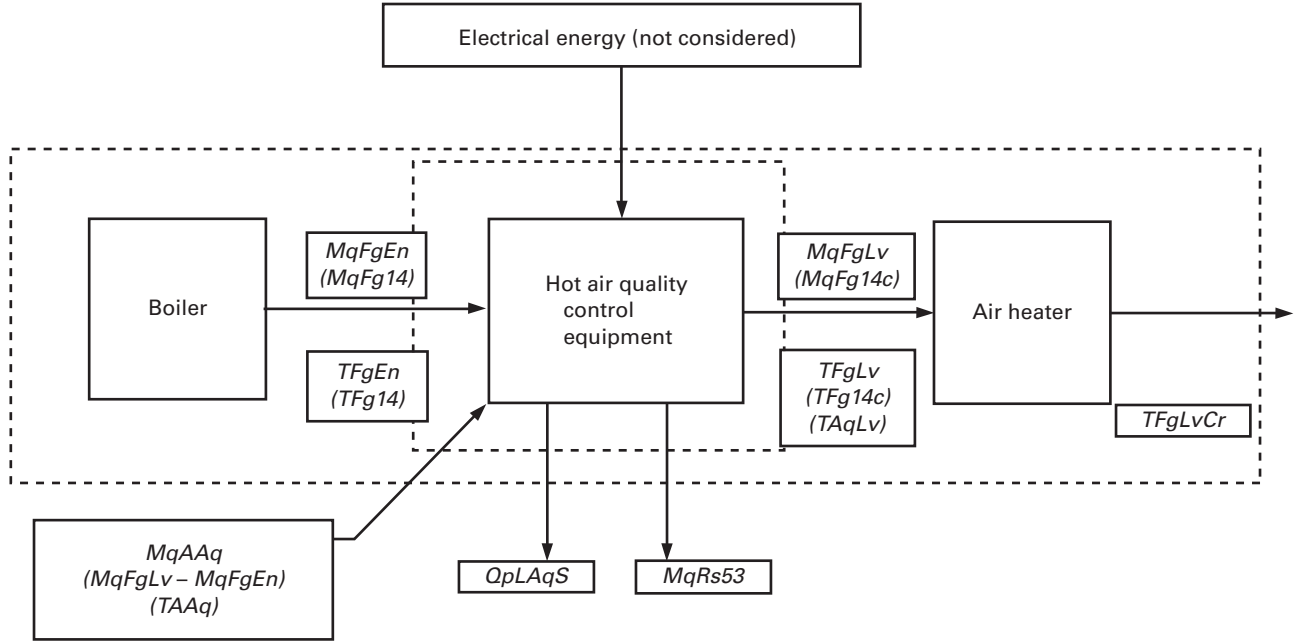 Electrical energy (not considered)
Boiler
MqFgEn
(MqFg14)
TFgEn
(TFg14)
Hot air quality
control
equipment
MqFgLv
(MqFg14c)
TFgLv
(TFg14c)
(TAqLv)
Air heater
TFgLvCr
MqAAq
(MqFgLv – MqFgEn)
(TAAq)
QpLAqS
MqRs53